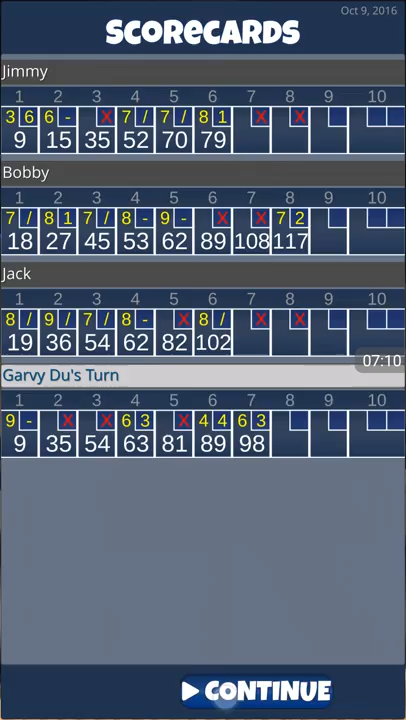 Oct 9, 2016
SCORECARDS
Jimmy
1 2 3 4 5 6 7 8 9 10
3 6 6 - X 7 / 7 / 8 1 X X
9 15 35 52 70 79
Bobby
1 2 3 4 5 6 7 8 9 10
7 / 8 1 7 / 8 - 9 - X X 7 2
18 27 45 53 62 89 108 117
Jack
1 2 3 4 5 6 7 8 9 10
8 / 9 / 7 / 8 - X 8 / X X
19 36 54 62 82 102
07:10
Garvy Du's Turn
1 2 3 4 5 6 7 8 9 10
9 - X X 6 3 X 4 4 6 3
9 35 54 63 81 89 98
CONTINUE